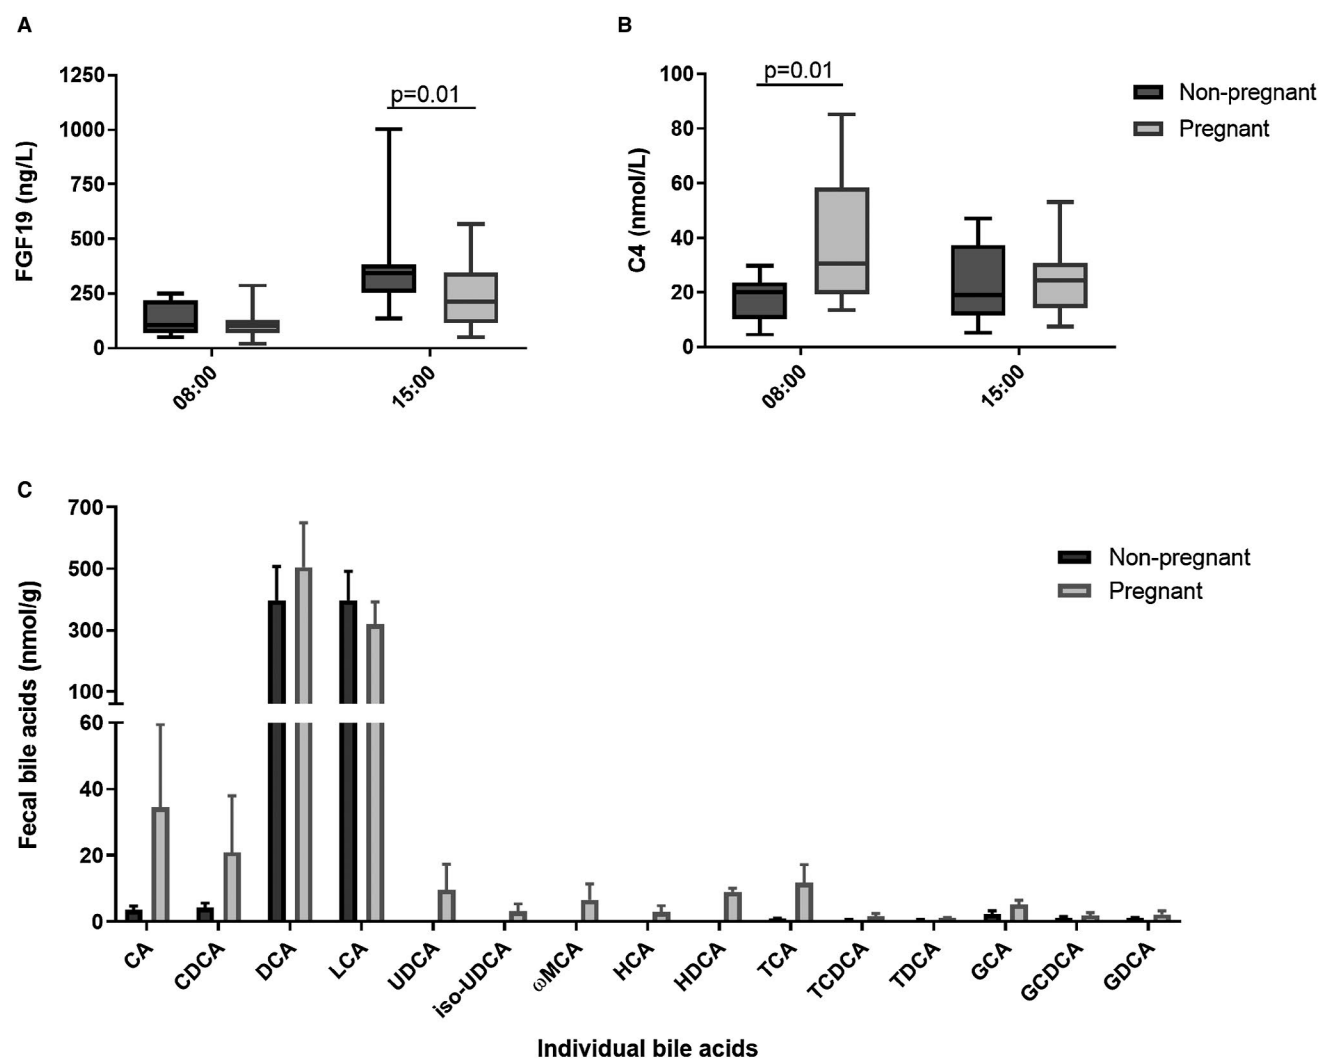 A
FGF19 (ng/L)
1250
1000
750
500
250
0
p=0.01
08:00
15:00
B
C4 (nmol/L)
100
80
60
40
20
0
p=0.01
08:00
15:00
Non-pregnant
Pregnant
C
Fecal bile acids (nmol/g)
700
500
300
100
60
40
20
0
Non-pregnant
Pregnant
CA
CDCA
DCA
LCA
UDCA
iso-UDCA
ωMCA
HCA
HDCA
TCA
TCDCA
TDCA
GCA
GCDCA
GDCA
Individual bile acids